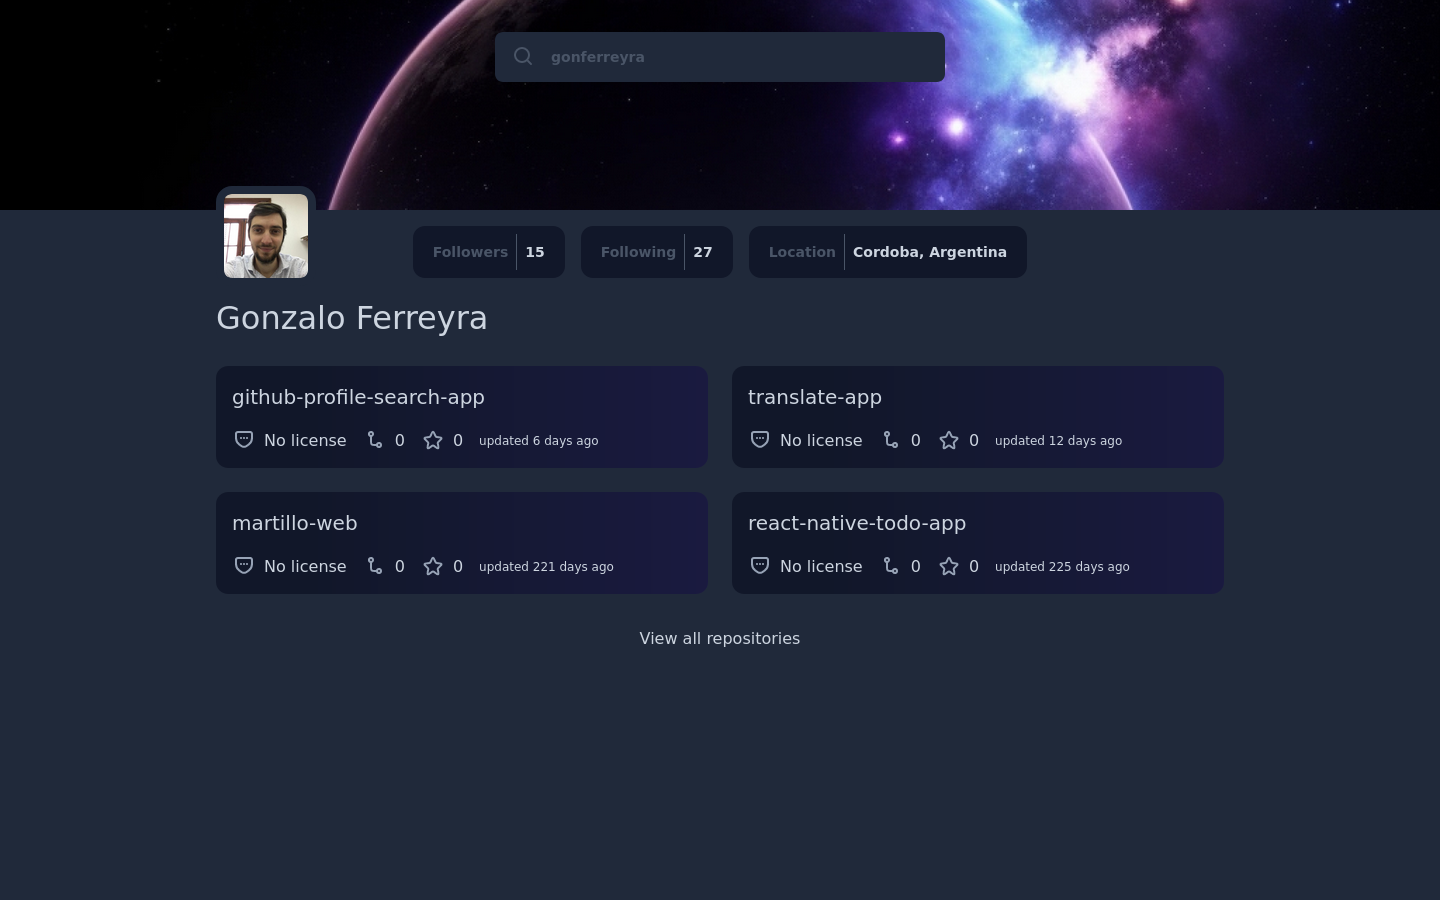 gonferreyra
Followers 15 Following 27 Location Cordoba, Argentina
Gonzalo Ferreyra
github-profile-search-app
No license 0 0 updated 6 days ago
translate-app
No license 0 0 updated 12 days ago
martillo-web
No license 0 0 updated 221 days ago
react-native-todo-app
No license 0 0 updated 225 days ago
View all repositories